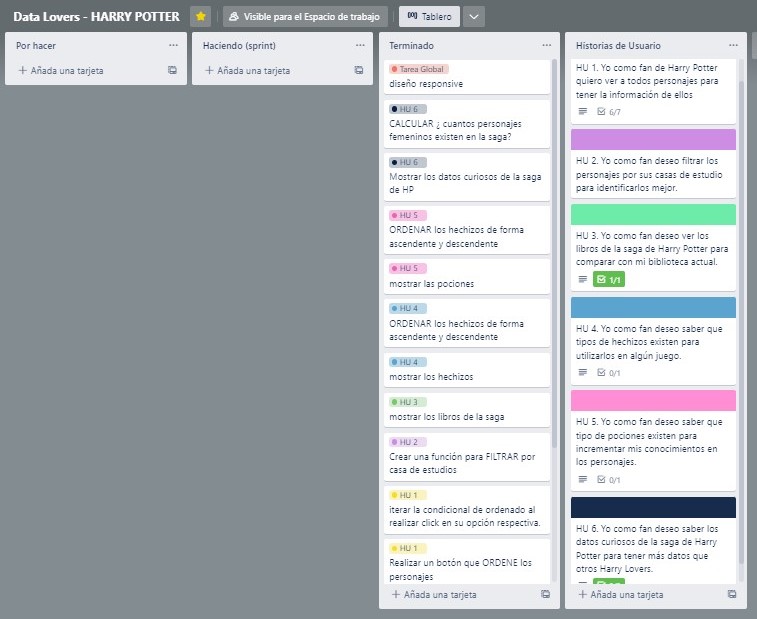 Data Lovers - HARRY POTTER
Visible para el Espacio de trabajo
Tablero
Por hacer
Añada una tarjeta
Haciendo (sprint)
Añada una tarjeta
Terminado
Tarea Global
diseño responsive
HU 6
CALCULAR ¿ cuantos personajes
femeninos existen en la saga?
HU 6
Mostrar los datos curiosos de la saga
de HP
HU 5
ORDENAR los hechizos de forma
ascendente y descendente
HU 5
mostrar las pociones
HU 4
ORDENAR los hechizos de forma
ascendente y descendente
HU 4
mostrar los hechizos
HU 3
mostrar los libros de la saga
HU 2
Crear una función para FILTRAR por
casa de estudios
HU 1
iterar la condicional de ordenado al
realizar click en su opción respectiva.
HU 1
Realizar un botón que ORDENE los
personajes
Añada una tarjeta
Historias de Usuario
HU 1. Yo como fan de Harry Potter
quiero ver a todos personajes para
tener la información de ellos
6/7
HU 2. Yo como fan deseo filtrar los
personajes por sus casas de estudio
para identificarlos mejor.
HU 3. Yo como fan deseo ver los
libros de la saga de Harry Potter para
comparar con mi biblioteca actual.
1/1
HU 4. Yo como fan deseo saber que
tipos de hechizos existen para
utilizarlos en algún juego.
0/1
HU 5. Yo como fan deseo saber que
tipo de pociones existen para
incrementar mis conocimientos en
los personajes.
0/1
HU 6. Yo como fan deseo saber los
datos curiosos de la saga de Harry
Potter para tener más datos que
otros Harry Lovers.
Añada una tarjeta